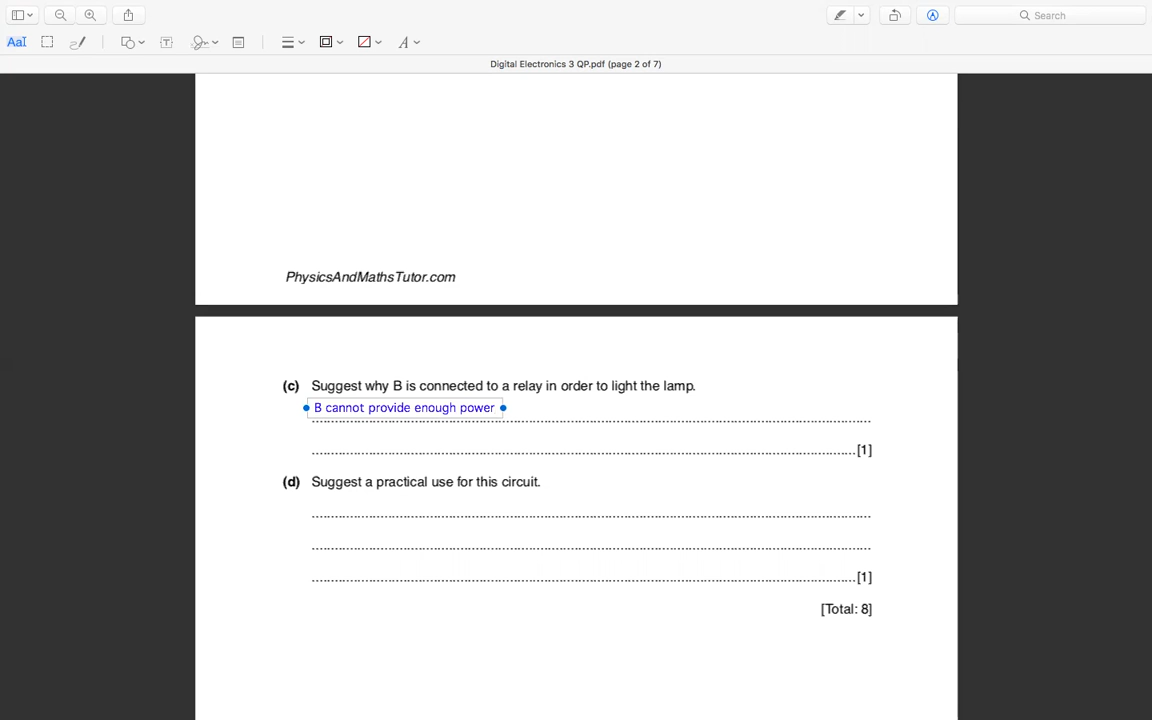 Search
AaI
T
A
Digital Electronics 3 QP.pdf (page 2 of 7)
PhysicsAndMathsTutor.com
(c) Suggest why B is connected to a relay in order to light the lamp.
B cannot provide enough power
..........................................................................................
..........................................................................................[1]
(d) Suggest a practical use for this circuit.
..........................................................................................
..........................................................................................
..........................................................................................[1]
[Total: 8]